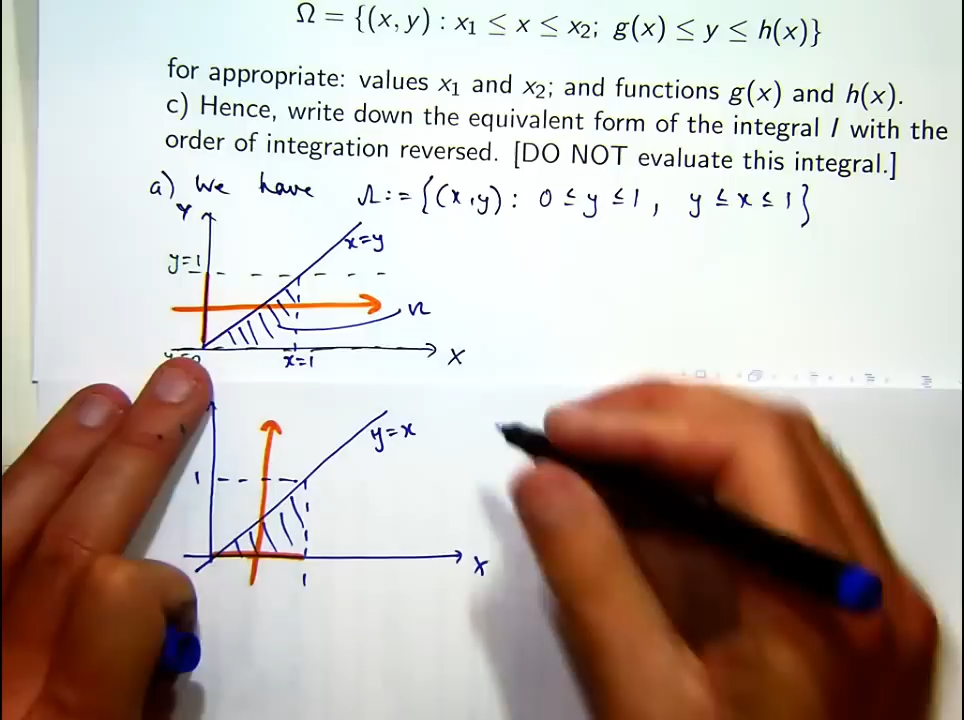 Ω = {(x, y) : x₁ ≤ x ≤ x₂; g(x) ≤ y ≤ h(x)}
for appropriate: values x₁ and x₂; and functions g(x) and h(x).
c) Hence, write down the equivalent form of the integral I with the
order of integration reversed. [DO NOT evaluate this integral.]
a) We have Ω := {(x,y): 0 ≤ y ≤ 1, y ≤ x ≤ 1}
Y
x=y
y=1
Ω
x=1
X
y=x
1
X
1